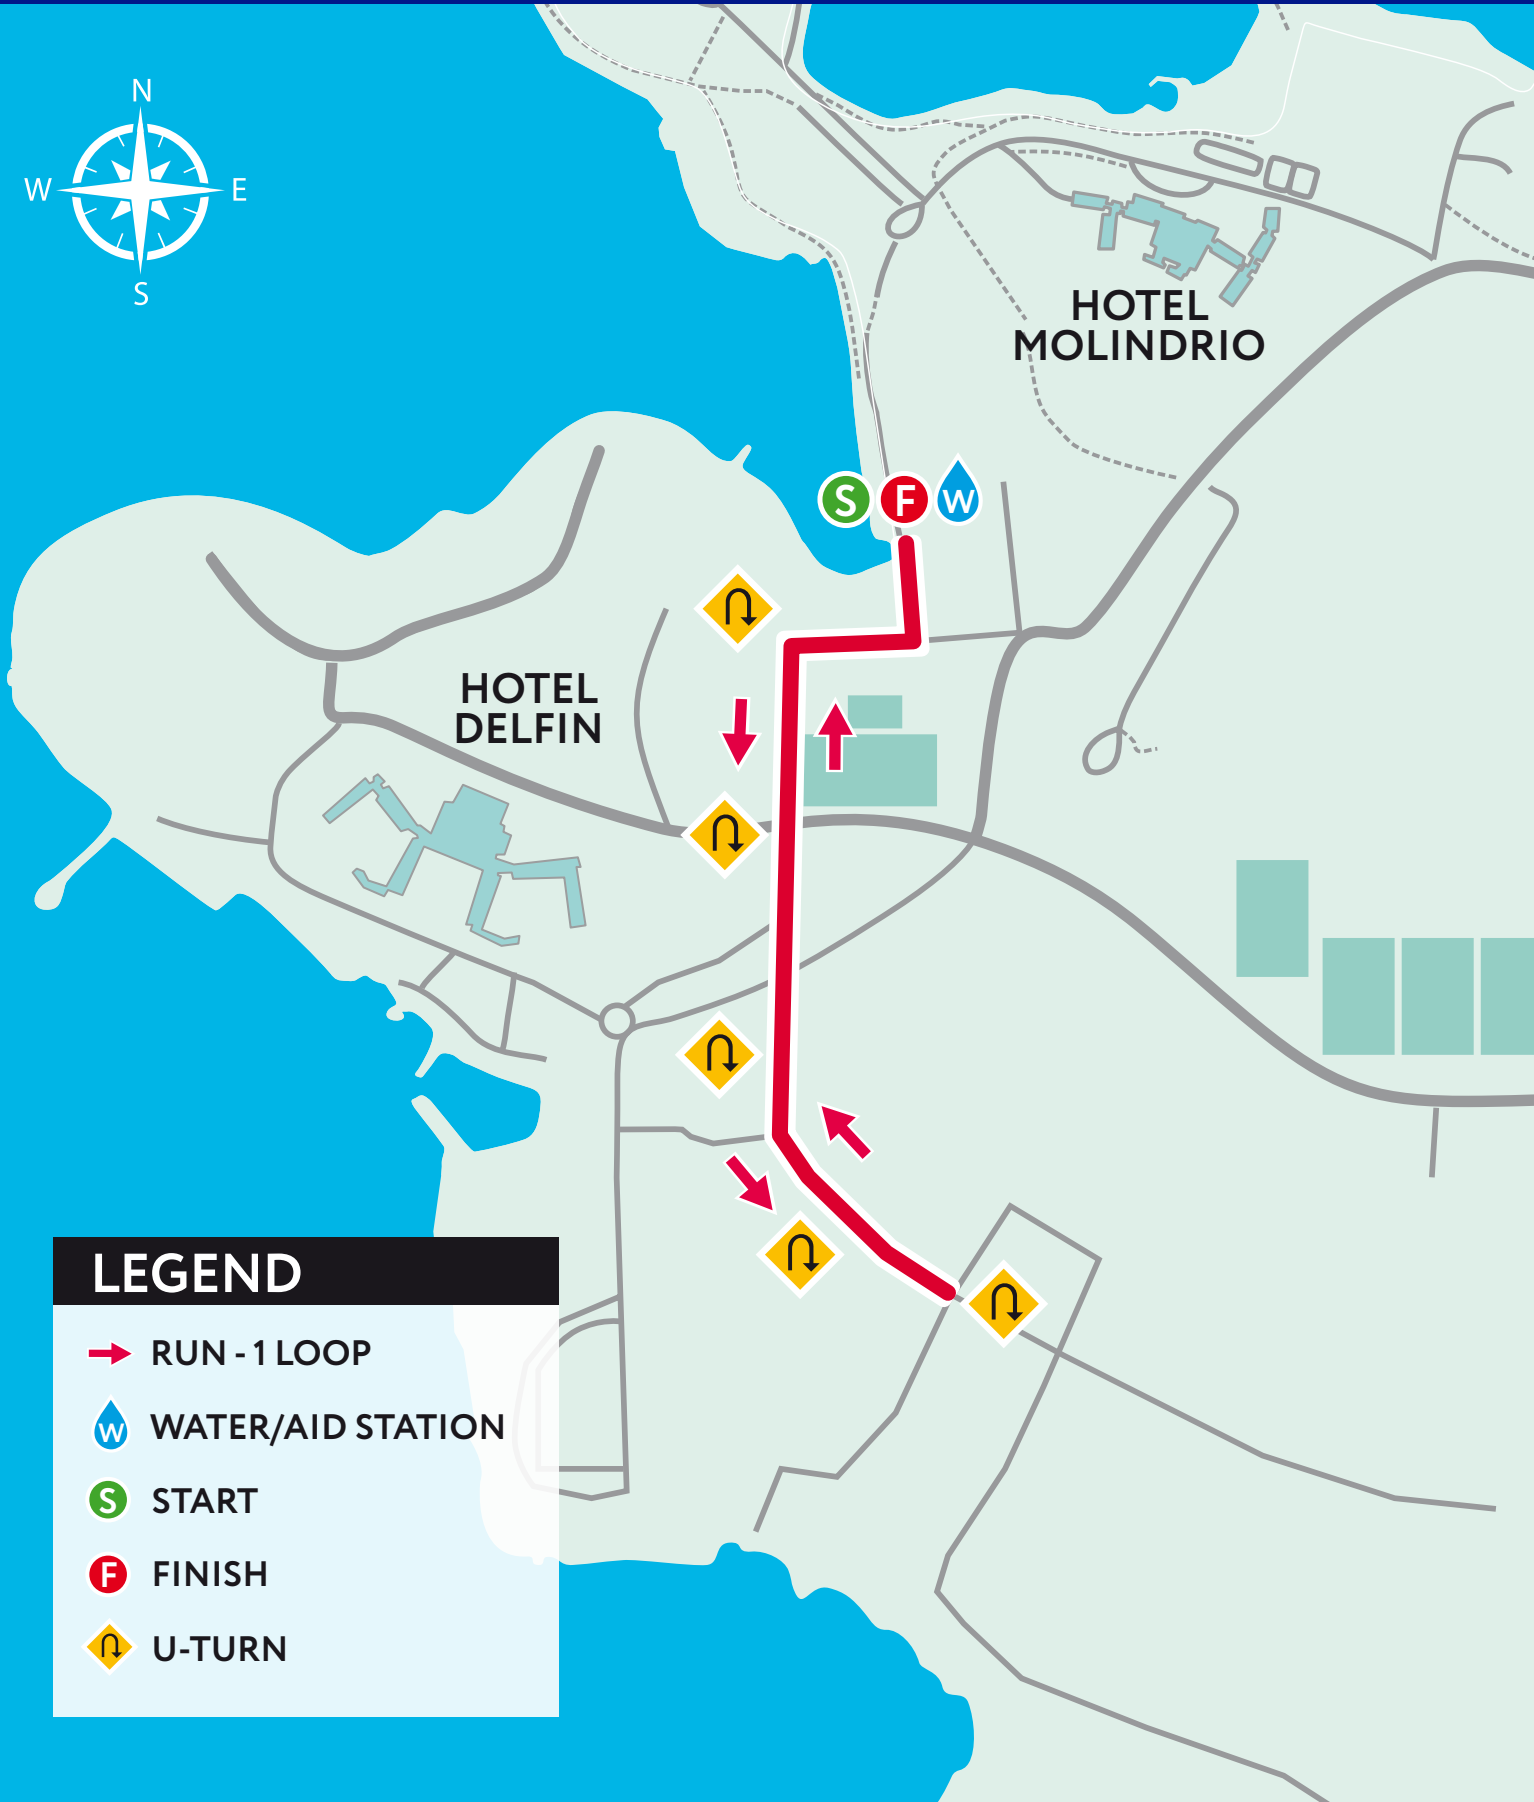 N
W
E
S
HOTEL
MOLINDRIO
S
F
W
HOTEL
DELFIN
LEGEND
RUN - 1 LOOP
W
WATER/AID STATION
S
START
F
FINISH
U-TURN